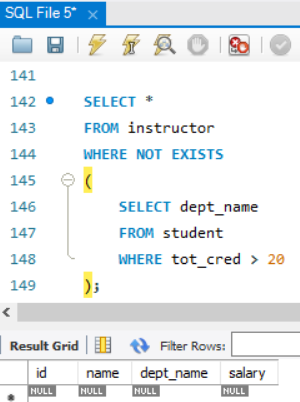 SQL File 5*
141
142 SELECT *
143 FROM instructor
144 WHERE NOT EXISTS
145 (
146 SELECT dept_name
147 FROM student
148 WHERE tot_cred > 20
149 );
Result Grid Filter Rows:
id name dept_name salary
NULL NULL NULL NULL